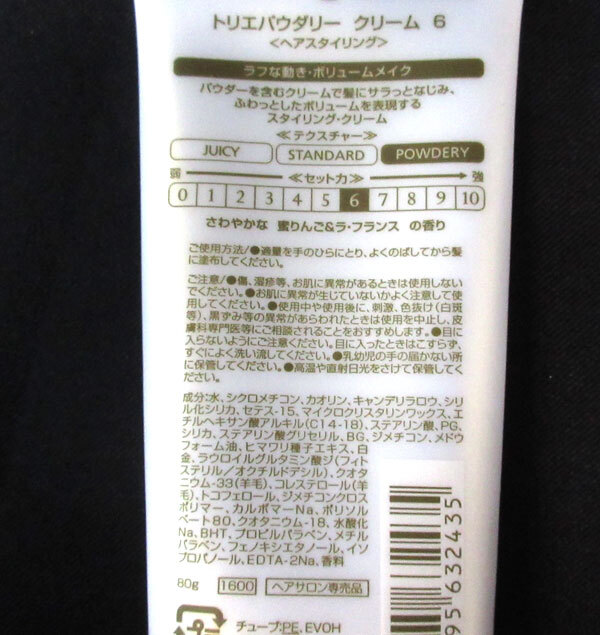 トリエパウダリー クリーム 6
<ヘアスタイリング>
ラフな動き・ボリュームメイク
パウダーを含むクリームで髪にサラっとなじみ、
ふわっとしたボリュームを表現する
スタイリング・クリーム
≪テクスチャー≫
JUICY STANDARD POWDERY
弱 ≪セット力≫ 強
0 1 2 3 4 5 6 7 8 9 10
さわやかな 蜜りんご&ラ・フランス の香り
ご使用方法/●適量を手のひらにとり、よくのばしてから髪
に塗布してください。
ご注意/●傷、湿疹等、お肌に異常があるときは使用しない
でください。●お肌に異常が生じていないかよく注意して使
用してください。●使用中や使用後に、刺激、色抜け(白斑
等)、黒ずみ等の異常があらわれたときは使用を中止し、皮
膚科専門医等にご相談されることをおすすめします。●目に
入らないようにご注意ください。目に入ったときはこすらず、
すぐによく洗い流してください。●乳幼児の手の届かない所
に保管してください。●高温や直射日光をさけて保管してく
ださい。
成分:水、シクロメチコン、カオリン、キャンデリラロウ、シリ
ル化シリカ、セテス-15、マイクロクリスタリンワックス、エ
チルヘキサン酸アルキル(C14-18)、ステアリン酸、PG、
シリカ、ステアリン酸グリセリル、BG、ジメチコン、メドウ
フォーム油、ヒマワリ種子エキス、白
金、ラウロイルグルタミン酸ジ(フィト
ステリル/オクチルドデシル)、クオタ
ニウム-33(羊毛)、コレステロール(羊
毛)、トコフェロール、ジメチコンクロス
ポリマー、カルボマーNa、ポリソル
ベート80、クオタニウム-18、水酸化
Na、BHT、プロピルパラベン、メチル
パラベン、フェノキシエタノール、イソ
プロパノール、EDTA-2Na、香料
80g 1600 ヘアサロン専売品
チューブ:PE、EVOH
95632435